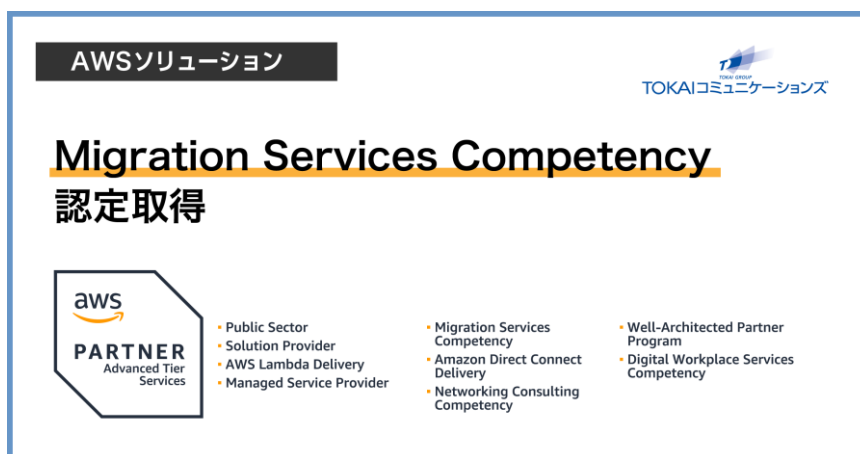 AWSソリューション
TOKAI GROUP
TOKAIコミュニケーションズ
Migration Services Competency
認定取得
aws
PARTNER
Advanced Tier
Services
▪ Public Sector
▪ Solution Provider
▪ AWS Lambda Delivery
▪ Managed Service Provider
▪ Migration Services
Competency
▪ Amazon Direct Connect
Delivery
▪ Networking Consulting
Competency
▪ Well-Architected Partner
Program
▪ Digital Workplace Services
Competency